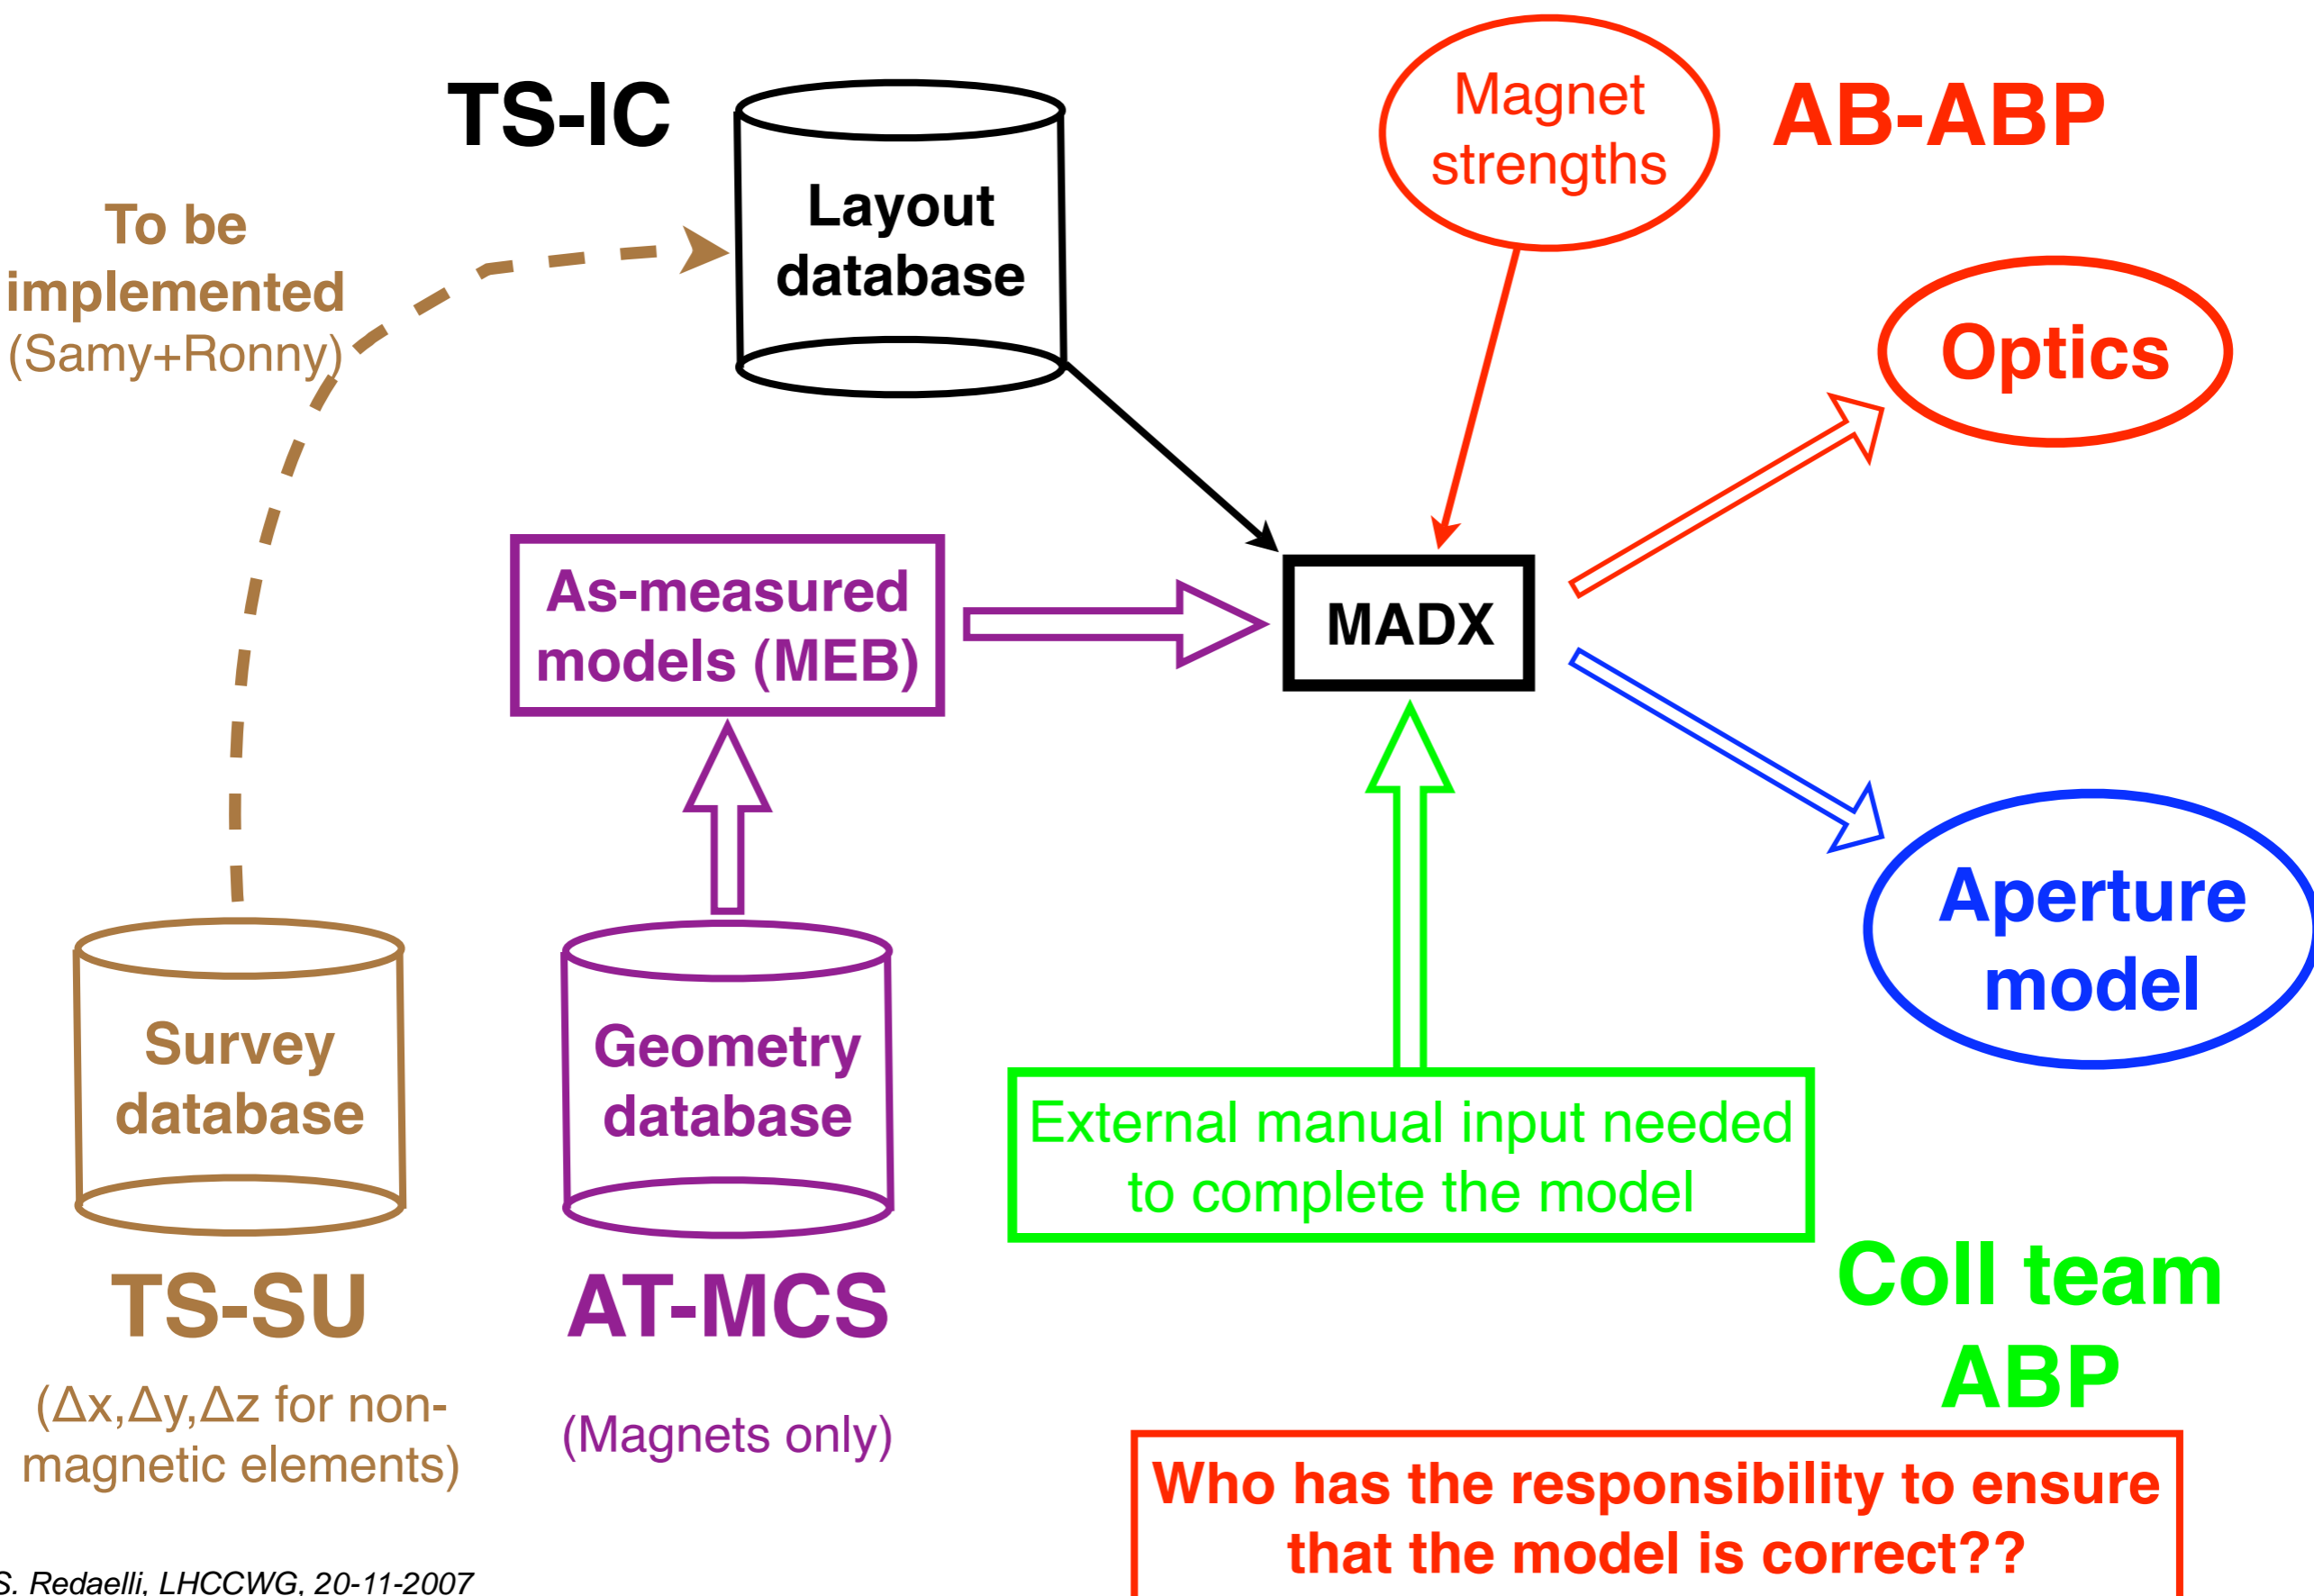 TS-IC
Layout
database
Magnet
strengths
AB-ABP
To be
implemented
(Samy+Ronny)
Optics
As-measured
models (MEB)
MADX
Aperture
model
Survey
database
Geometry
database
External manual input needed
to complete the model
TS-SU
(Δx,Δy,Δz for non-
magnetic elements)
AT-MCS
(Magnets only)
Coll team
ABP
Who has the responsibility to ensure
that the model is correct??
S. Redaelli, LHCCWG, 20-11-2007